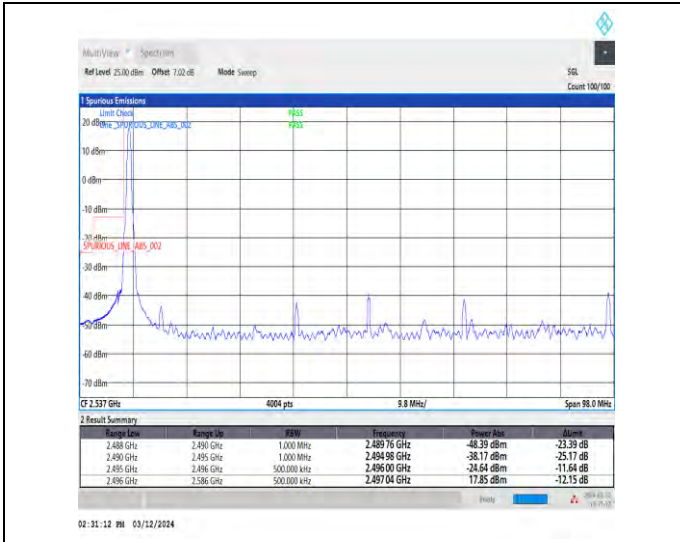 MultiView Spectrum
Ref Level 25.00 dBm Offset 7.02 dB Mode Sweep SGL
Count 100/100
1 Spurious Emissions
Limit Check PASS
20 dBm Line _SPURIOUS_LINE_ABS_002 PASS
10 dBm
0 dBm
-10 dBm
-20 dBm
SPURIOUS_LINE_ABS_002
-30 dBm
-40 dBm
-50 dBm
-60 dBm
-70 dBm
CF 2.537 GHz 4004 pts 9.8 MHz/ Span 98.0 MHz
2 Result Summary
Range Low Range Up RBW Frequency Power Abs ΔLimit
2.488 GHz 2.490 GHz 1.000 MHz 2.489 76 GHz -48.39 dBm -23.39 dB
2.490 GHz 2.495 GHz 1.000 MHz 2.494 98 GHz -38.17 dBm -25.17 dB
2.495 GHz 2.496 GHz 500.000 kHz 2.496 00 GHz -24.64 dBm -11.64 dB
2.496 GHz 2.586 GHz 500.000 kHz 2.497 04 GHz 17.85 dBm -12.15 dB
02:31:12 PM 03/12/2024